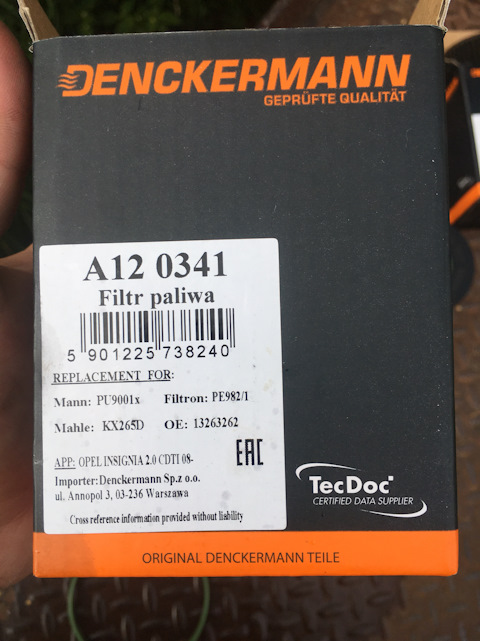 DENCKERMANN
GEPRÜFTE QUALITÄT
A12 0341
Filtr paliwa
5 901225 738240
REPLACEMENT FOR:
Mann: PU9001x Filtron: PE982/1
Mahle: KX265D OE: 13263262
APP: OPEL INSIGNIA 2.0 CDTI 08-
EAC
Importer:Denckermann Sp.z o.o.
ul. Annopol 3, 03-236 Warszawa
Cross reference information provided without liability
TecDoc
CERTIFIED DATA SUPPLIER
ORIGINAL DENCKERMANN TEILE